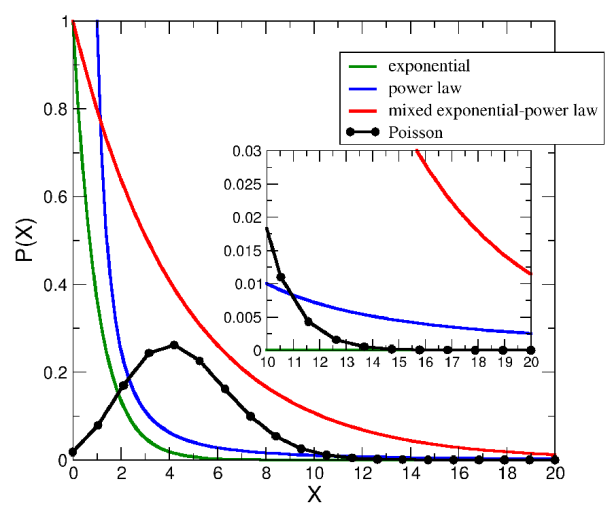 1
0.8
0.6
0.4
0.2
0
P(X)
exponential
power law
mixed exponential-power law
Poisson
0.03
0.025
0.02
0.015
0.01
0.005
0
10 11 12 13 14 15 16 17 18 19 20
0 2 4 6 8 10 12 14 16 18 20
X